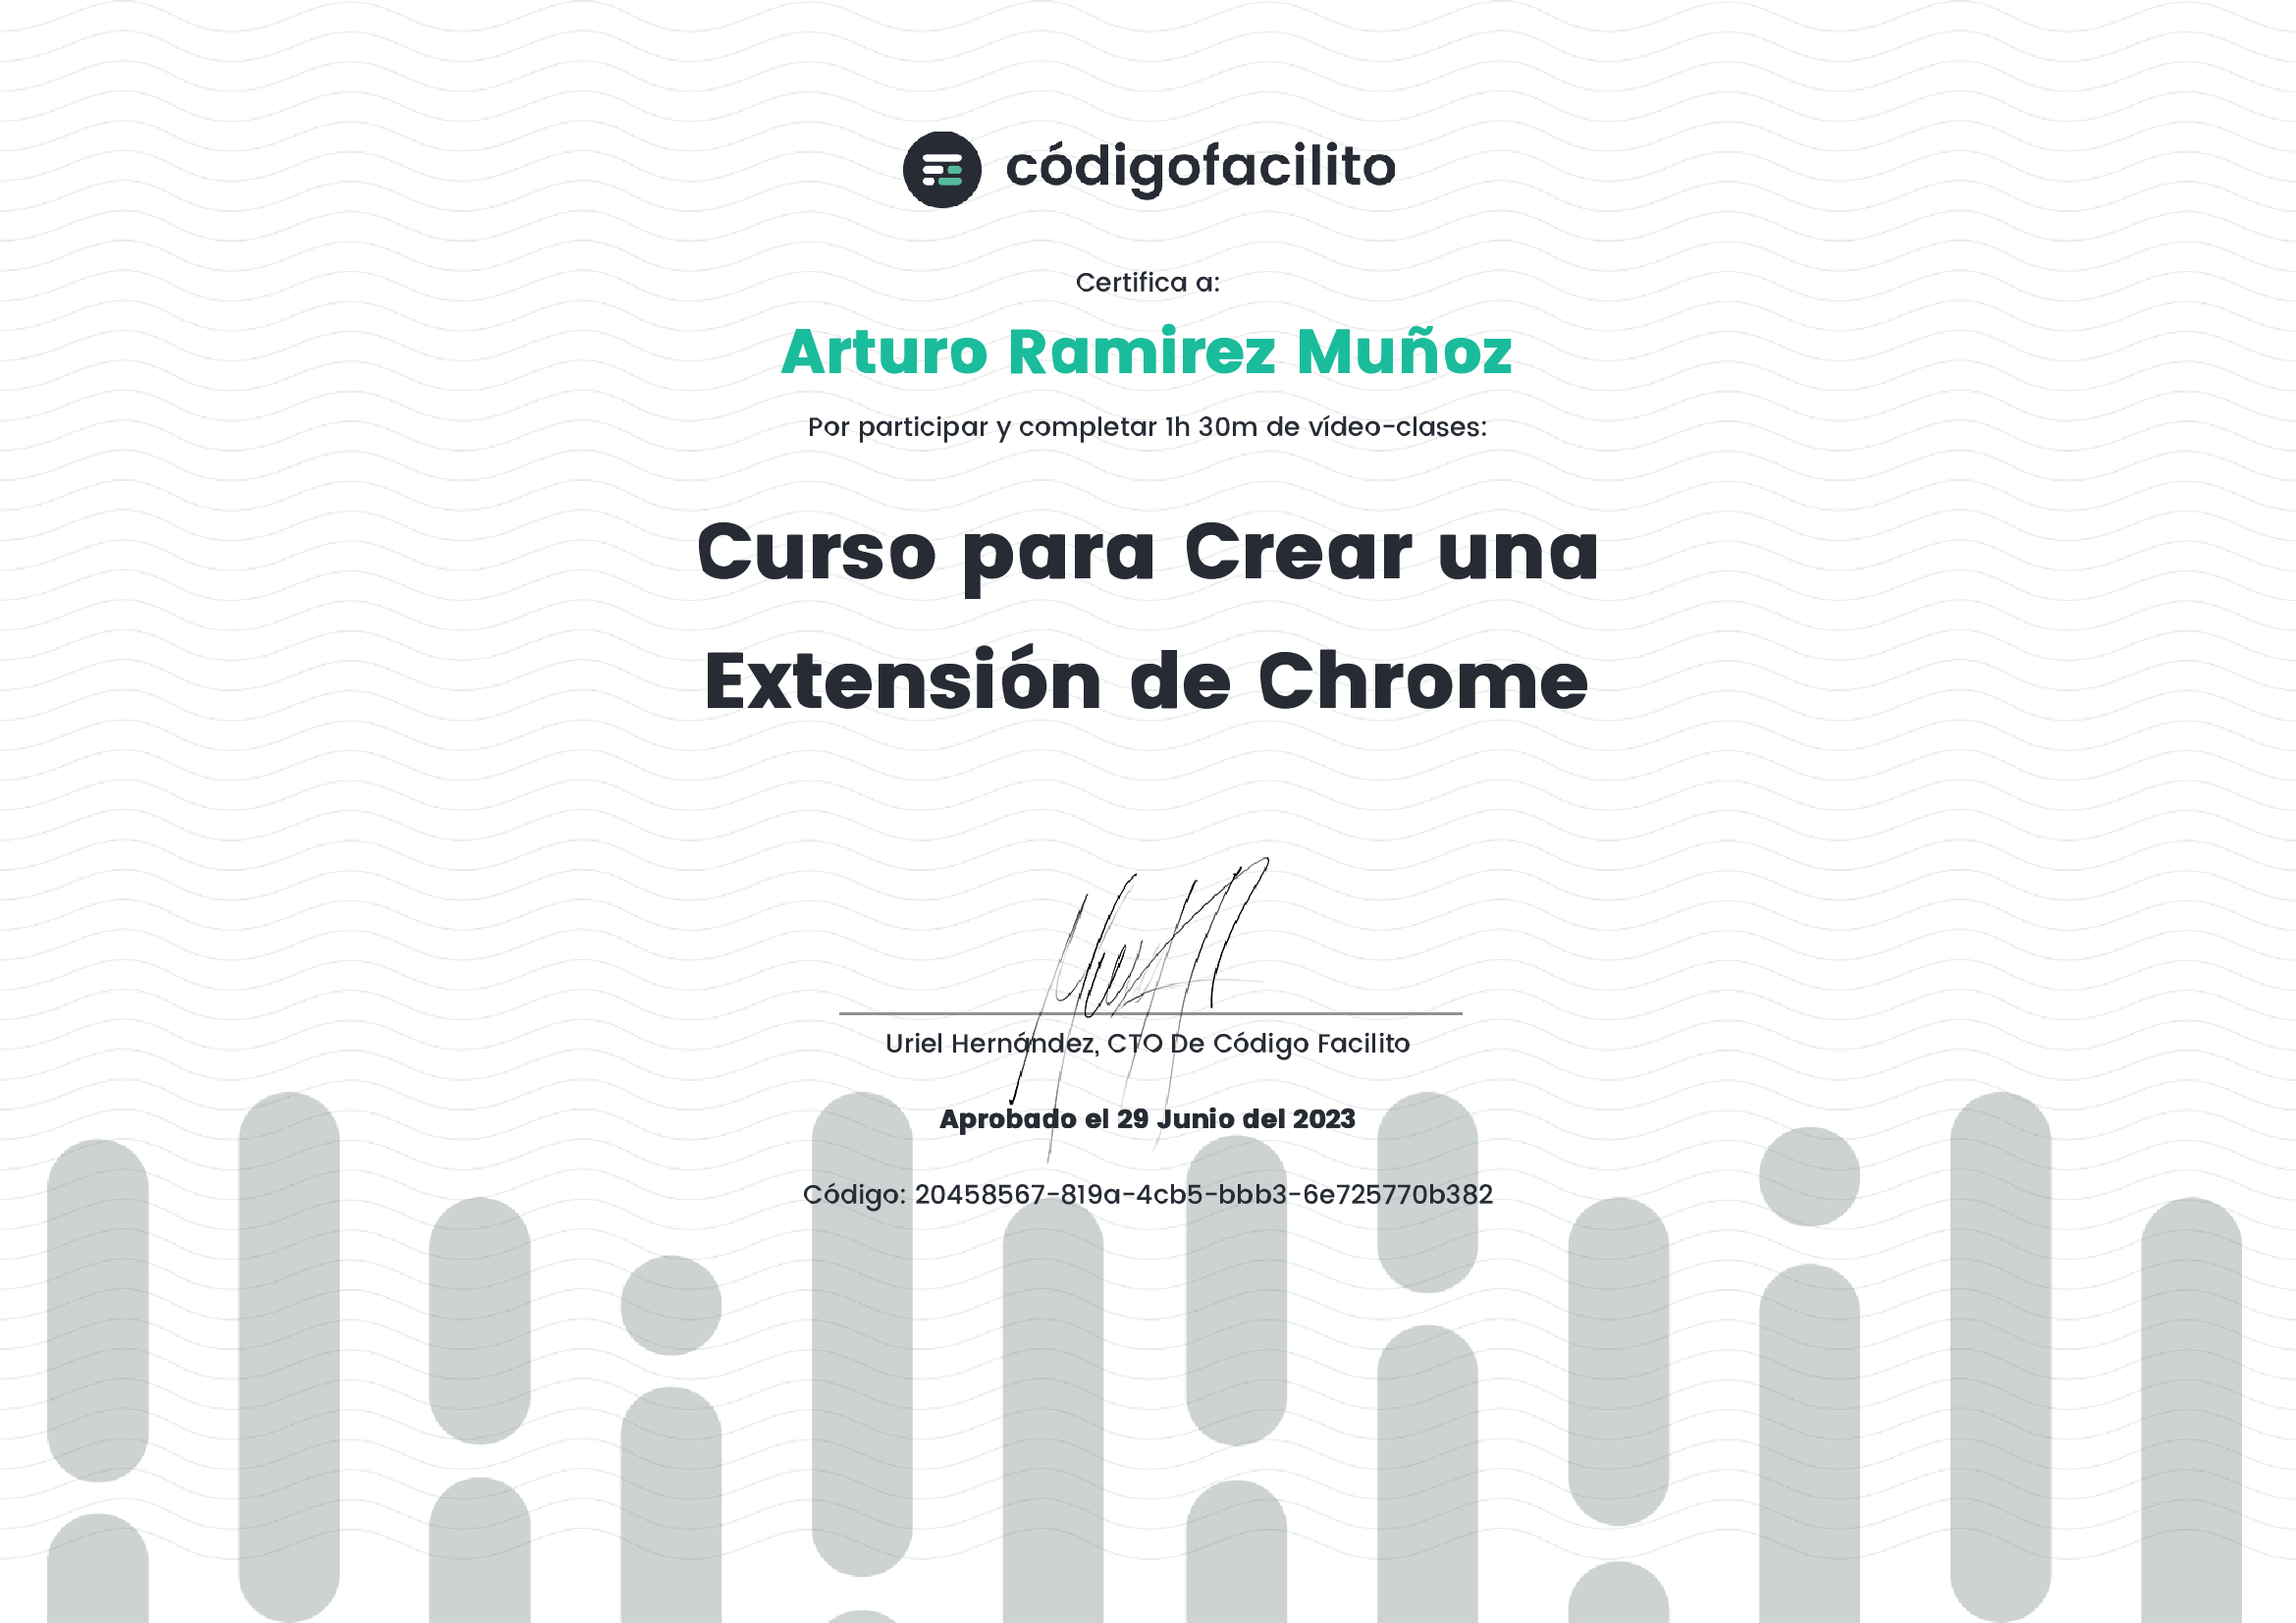 códigofacilito
Certifica a:
Arturo Ramirez Muñoz
Por participar y completar 1h 30m de vídeo-clases:
Curso para Crear una
Extensión de Chrome
Uriel Hernández, CTO De Código Facilito
Aprobado el 29 Junio del 2023
Código: 20458567-819a-4cb5-bbb3-6e725770b382